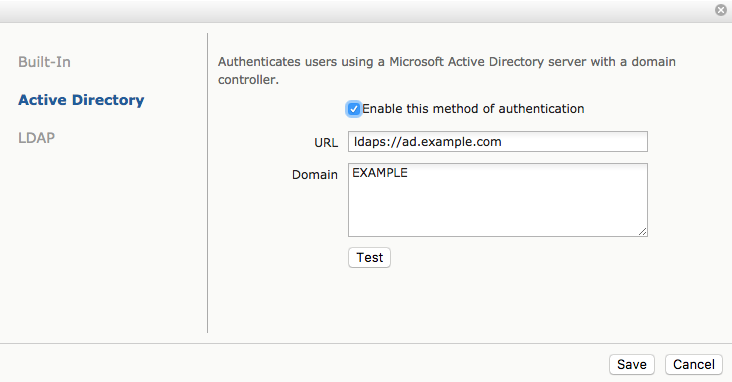 Built-In
Active Directory
LDAP
Authenticates users using a Microsoft Active Directory server with a domain
controller.
Enable this method of authentication
URL ldaps://ad.example.com
Domain EXAMPLE
Test
Save Cancel